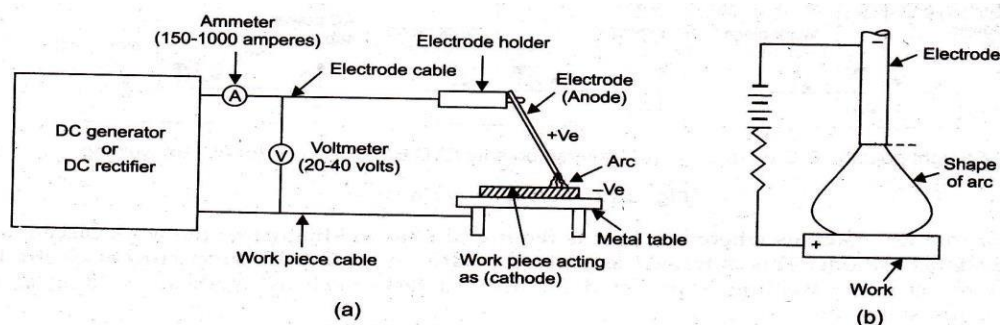 Ammeter
(150-1000 amperes)
Electrode holder
Electrode cable
Electrode
(Anode)
A
DC generator
or
DC rectifier
V
Voltmeter
(20-40 volts)
+Ve
Arc
–Ve
Metal table
Work piece cable
Work piece acting
as (cathode)
(a)
–
Electrode
Shape
of arc
+
Work
(b)